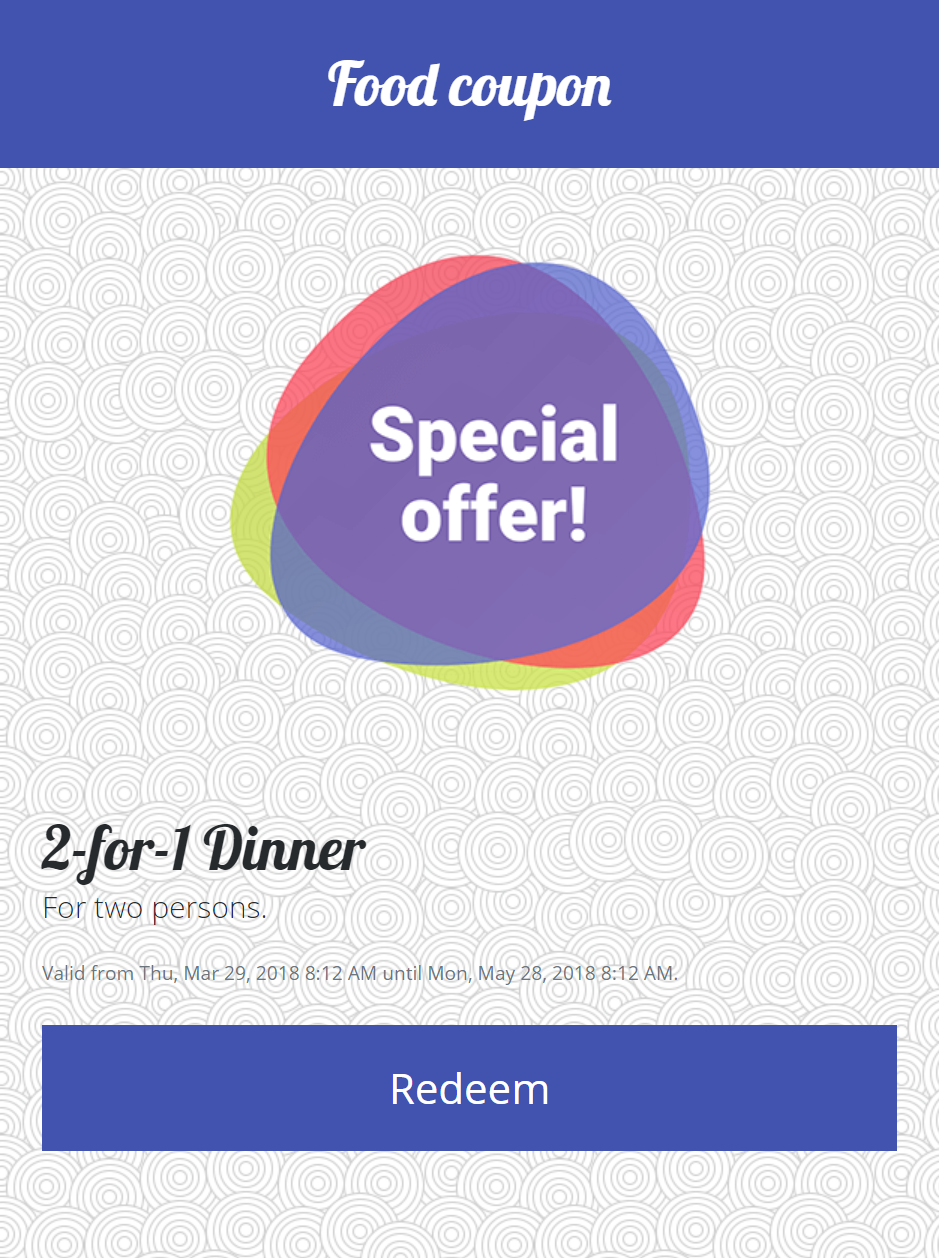 Food coupon
Special
offer!
2-for-1 Dinner
For two persons.
Valid from Thu, Mar 29, 2018 8:12 AM until Mon, May 28, 2018 8:12 AM.
Redeem